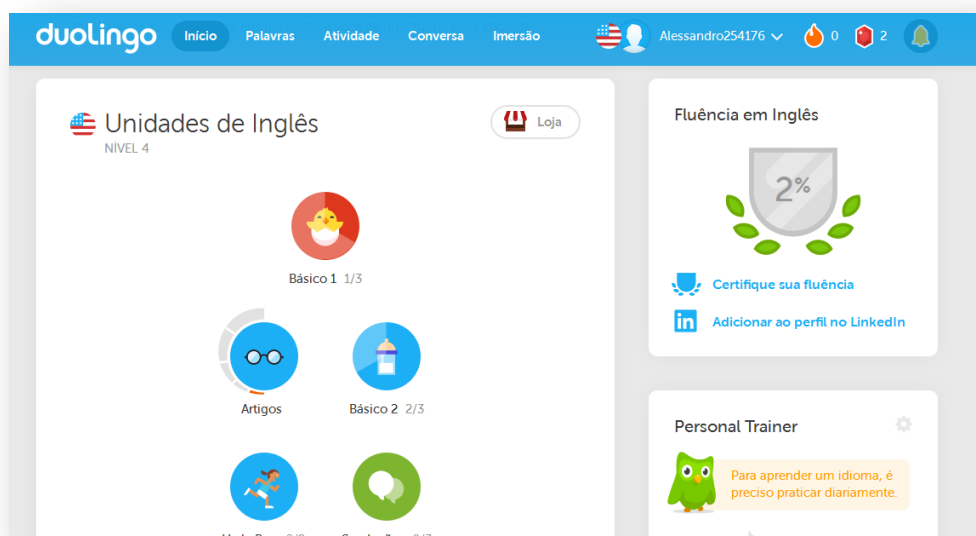 duolingo
Início Palavras Atividade Conversa Imersão
Alessandro254176
0
2
Unidades de Inglês
NÍVEL 4
Loja
Básico 1 1/3
Artigos
Básico 2 2/3
Fluência em Inglês
2%
Certifique sua fluência
in
Adicionar ao perfil no LinkedIn
Personal Trainer
Para aprender um idioma, é
preciso praticar diariamente.